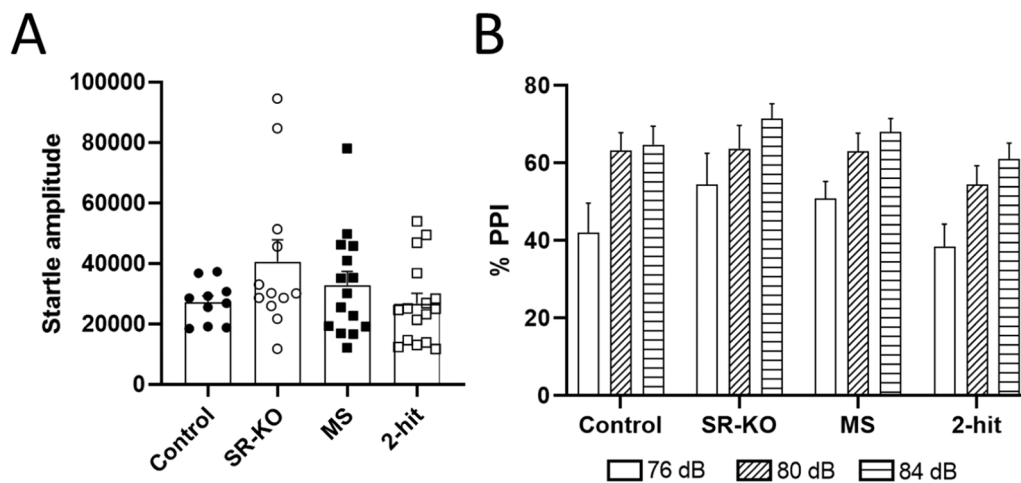 A
Startle amplitude
100000
80000
60000
40000
20000
0
Control
SR-KO
MS
2-hit
B
% PPI
80
60
40
20
0
Control SR-KO MS 2-hit
76 dB 80 dB 84 dB